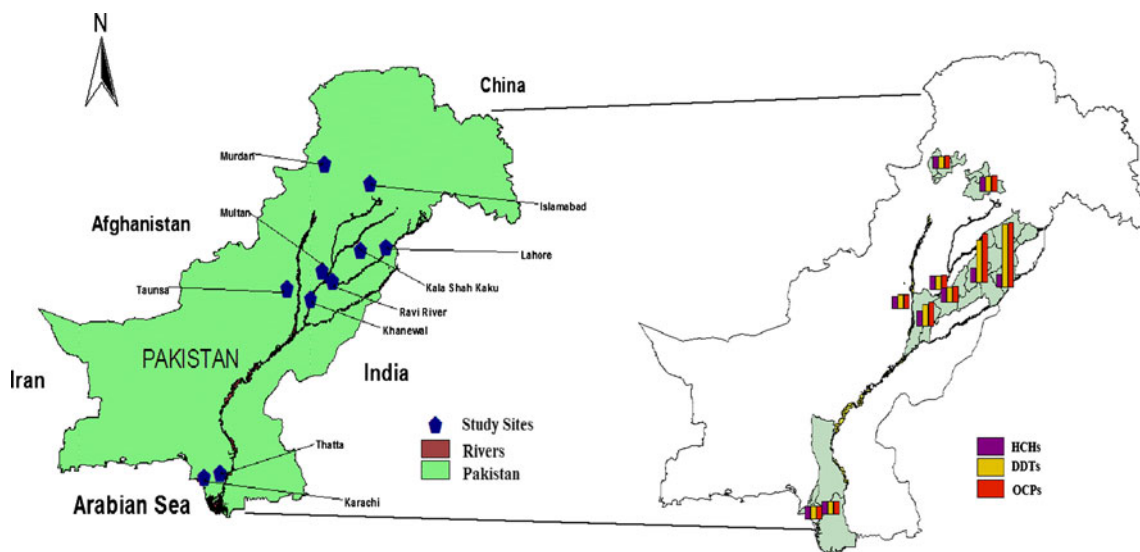 N
China
Murdan
Islamabad
Multan
Afghanistan
Lahore
Kala Shah Kaku
Taunsa
Ravi River
Khanewal
PAKISTAN
India
Iran
Study Sites
Rivers
Pakistan
Thatta
Karachi
Arabian Sea
HCHs
DDTs
OCPs